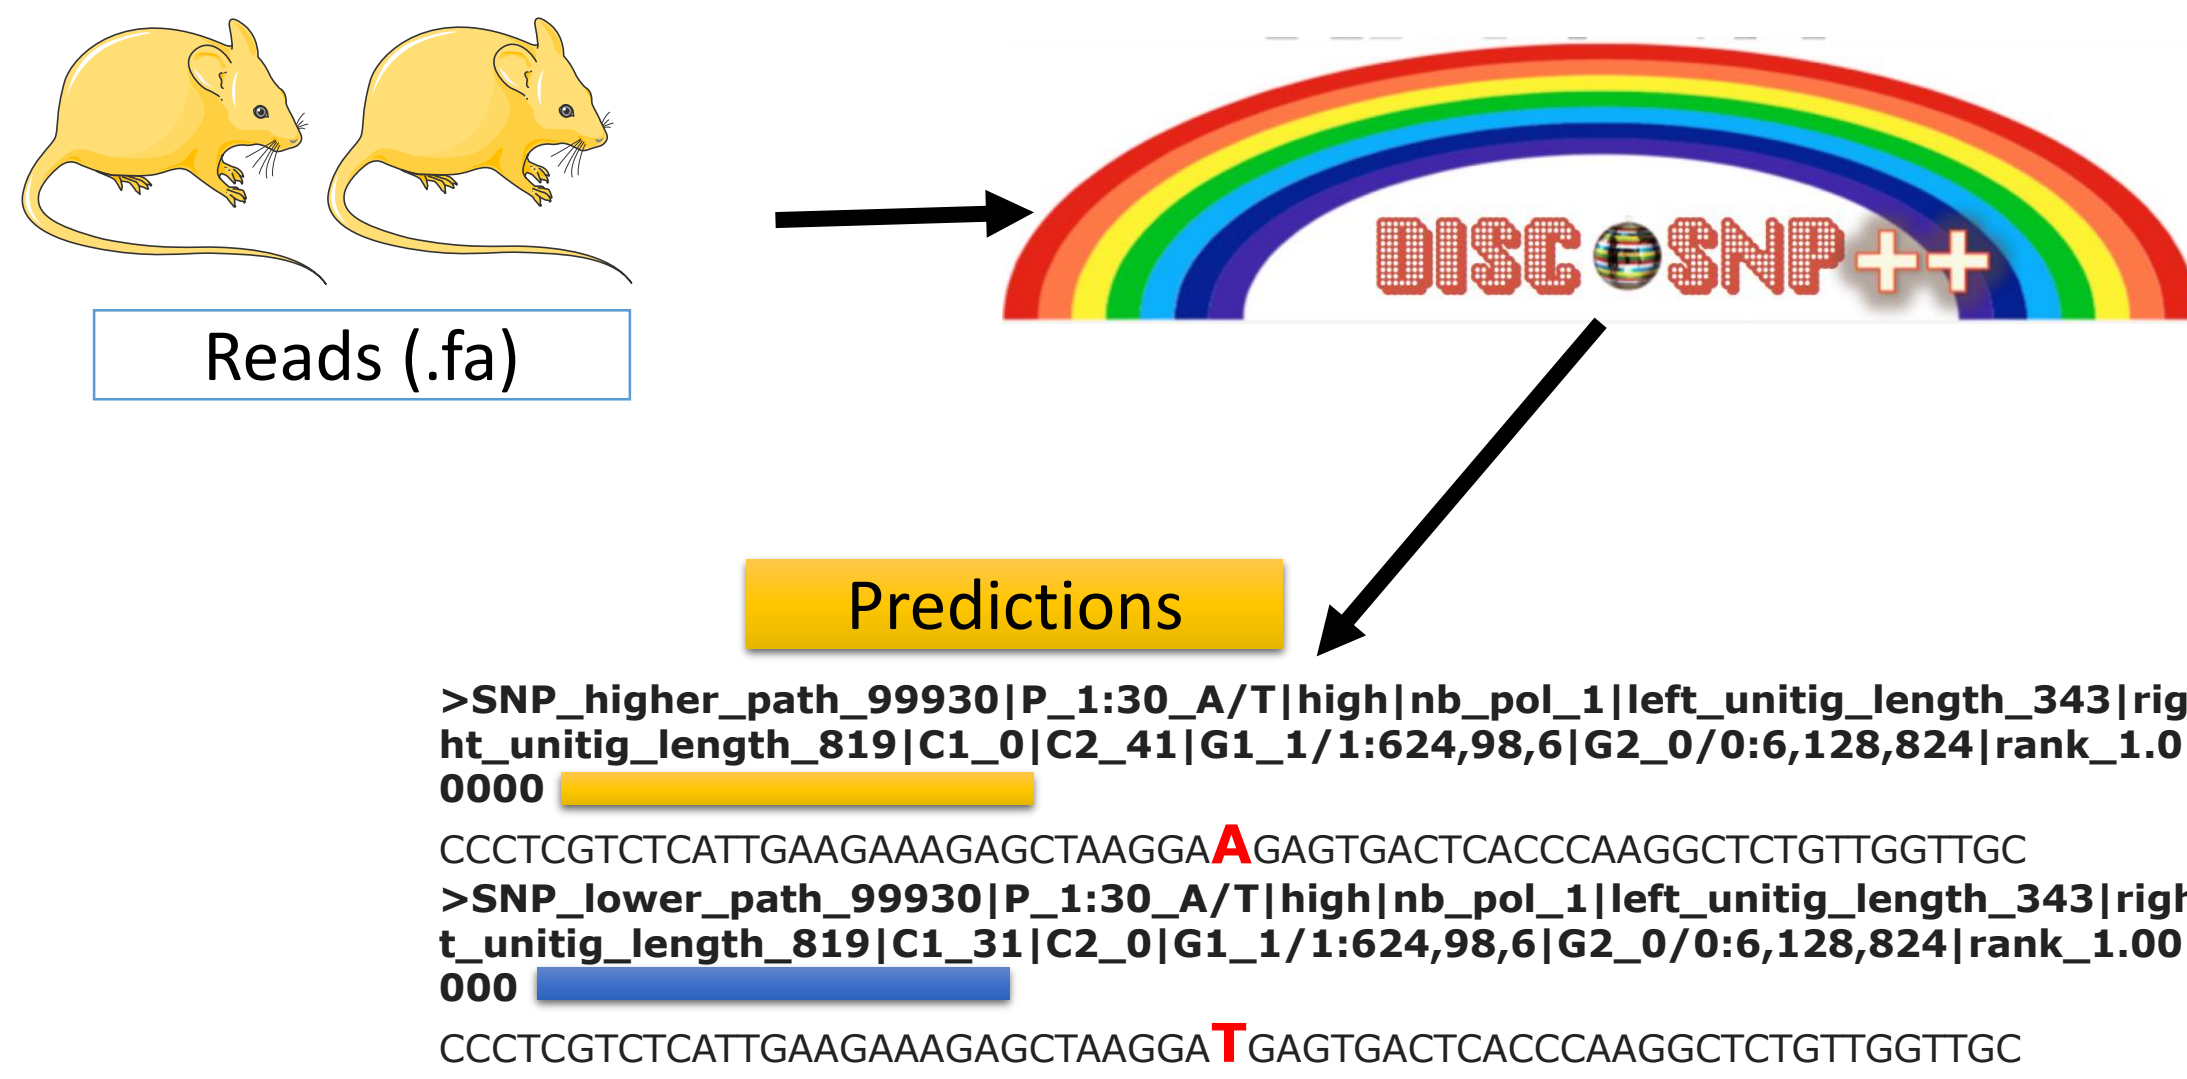 DISCOSNP++
Reads (.fa)
Predictions
>SNP_higher_path_99930|P_1:30_A/T|high|nb_pol_1|left_unitig_length_343|rig
ht_unitig_length_819|C1_0|C2_41|G1_1/1:624,98,6|G2_0/0:6,128,824|rank_1.0
0000
CCCTCGTCTCATTGAAGAAAGAGCTAAGGAAGAGTGACTCACCCAAGGCTCTGTTGGTTGC
>SNP_lower_path_99930|P_1:30_A/T|high|nb_pol_1|left_unitig_length_343|righ
t_unitig_length_819|C1_31|C2_0|G1_1/1:624,98,6|G2_0/0:6,128,824|rank_1.00
000
CCCTCGTCTCATTGAAGAAAGAGCTAAGGATGAGTGACTCACCCAAGGCTCTGTTGGTTGC